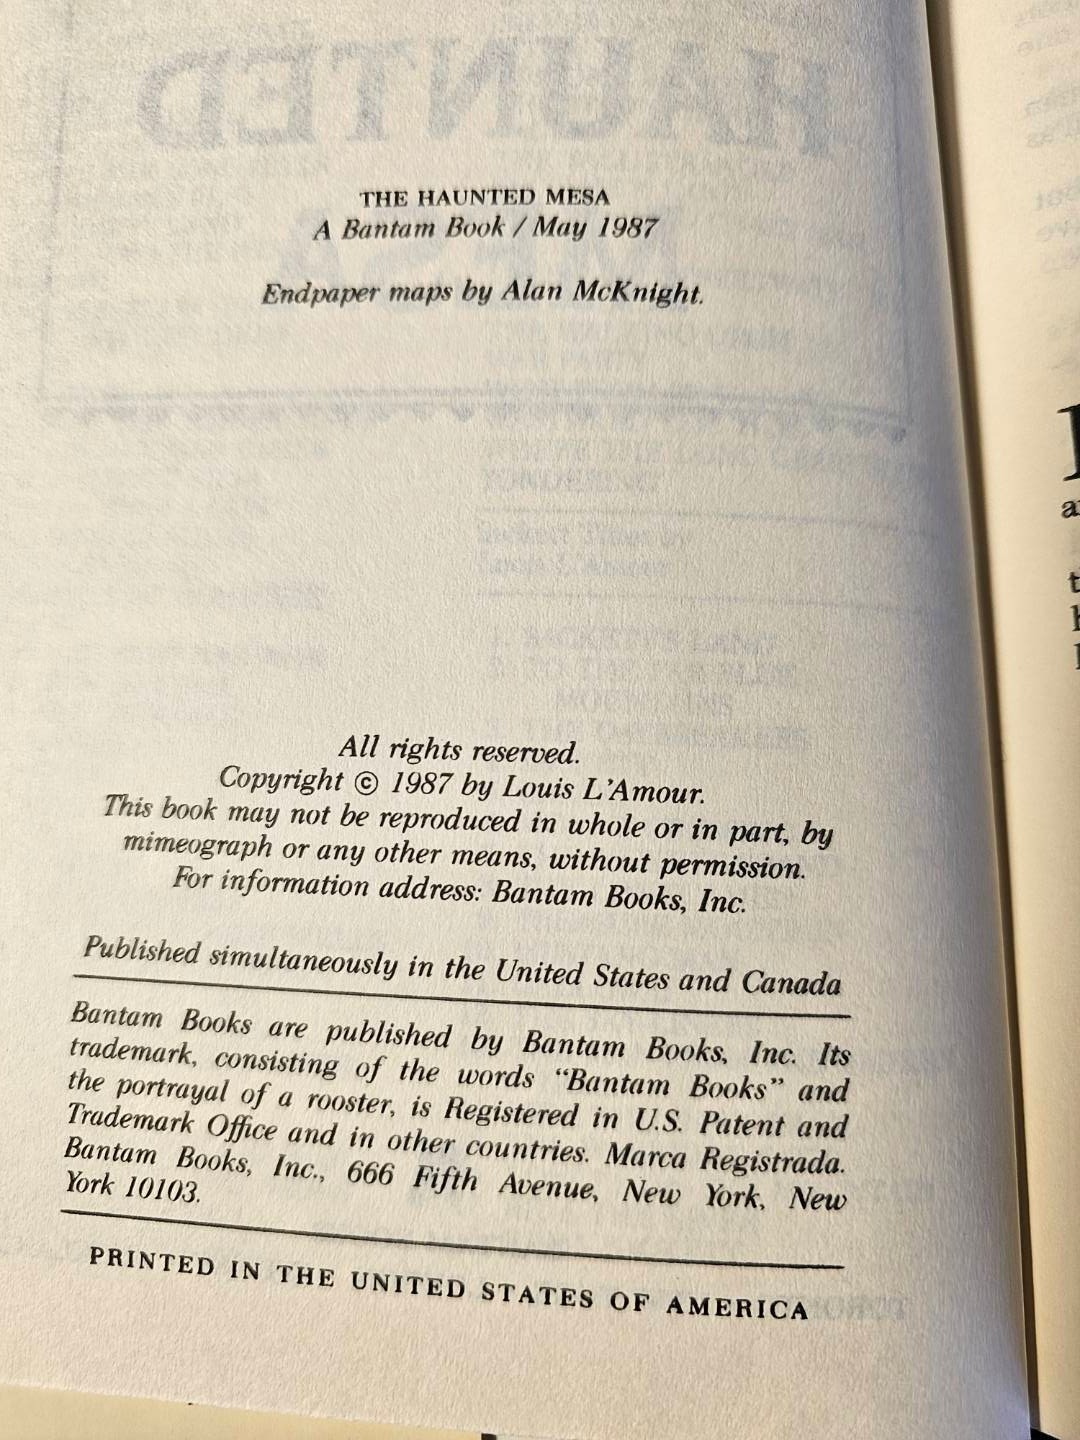 THE HAUNTED MESA
A Bantam Book / May 1987
Endpaper maps by Alan McKnight.
All rights reserved.
Copyright © 1987 by Louis L'Amour.
This book may not be reproduced in whole or in part, by
mimeograph or any other means, without permission.
For information address: Bantam Books, Inc.
Published simultaneously in the United States and Canada
Bantam Books are published by Bantam Books, Inc. Its
trademark, consisting of the words “Bantam Books” and
the portrayal of a rooster, is Registered in U.S. Patent and
Trademark Office and in other countries. Marca Registrada.
Bantam Books, Inc., 666 Fifth Avenue, New York, New
York 10103.
PRINTED IN THE UNITED STATES OF AMERICA